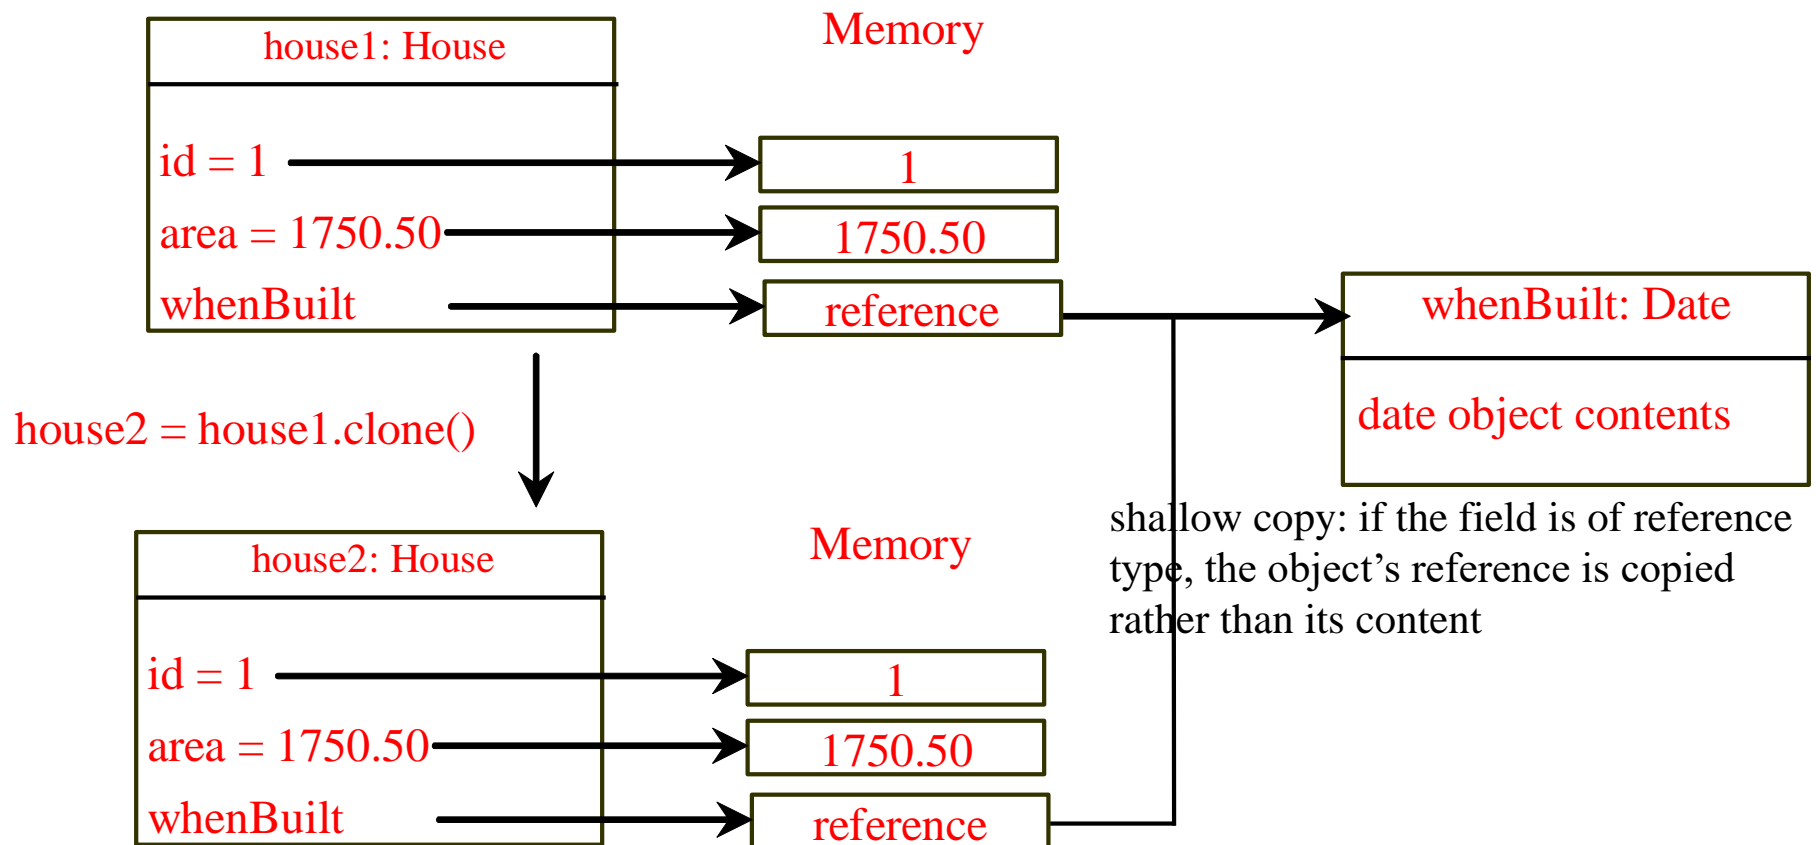 house1: House
Memory
id = 1
1
area = 1750.50
1750.50
whenBuilt
reference
whenBuilt: Date
date object contents
house2 = house1.clone()
shallow copy: if the field is of reference
type, the object’s reference is copied
rather than its content
house2: House
Memory
id = 1
1
area = 1750.50
1750.50
whenBuilt
reference